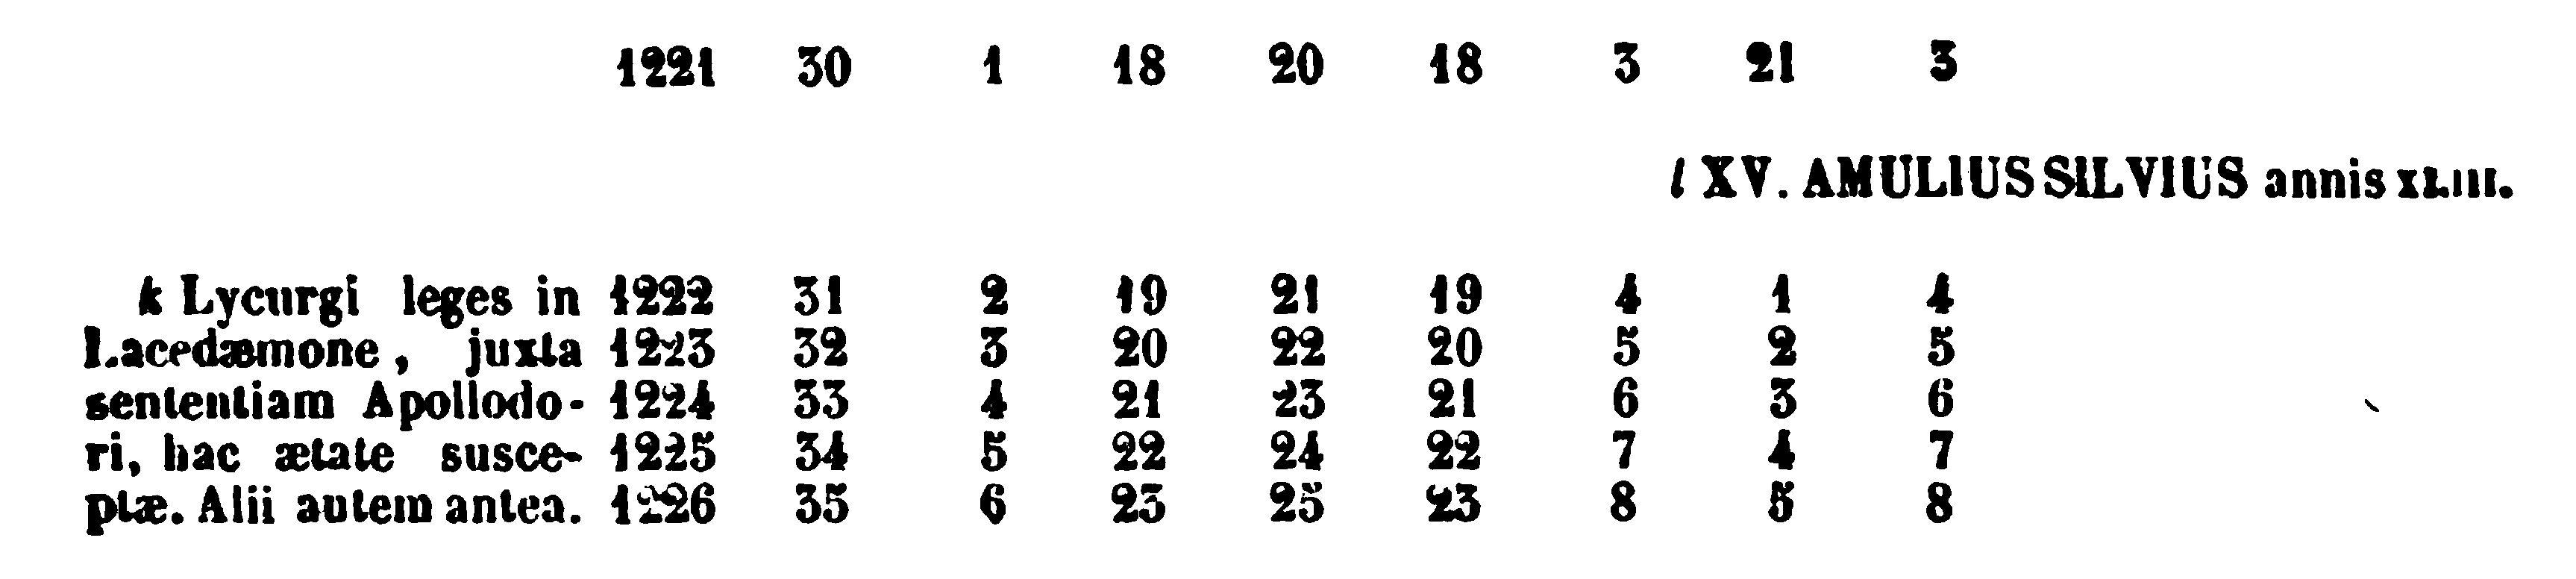 1221 30 1 18 20 18 3 21 3
l XV. AMULIUS SILVIUS annis XLIII.
k Lycurgi leges in 1222 31 2 19 21 19 4 1 4
Lacedæmone, juxta 1223 32 3 20 22 20 5 2 5
sententiam Apollodo- 1224 33 4 21 23 21 6 3 6
ri, hac ætate susce- 1225 34 5 22 24 22 7 4 7
ptæ. Alii autem antea. 1226 35 6 23 25 23 8 5 8